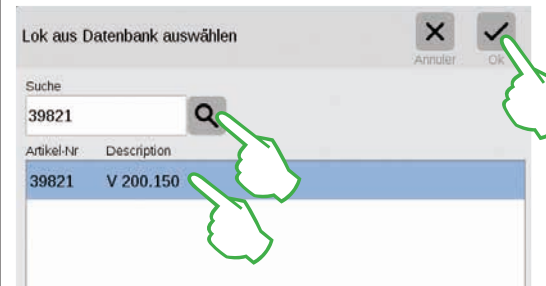 Lok aus Datenbank auswählen
Annuler Ok
Suche
39821
Artikel-Nr Description
39821 V 200.150